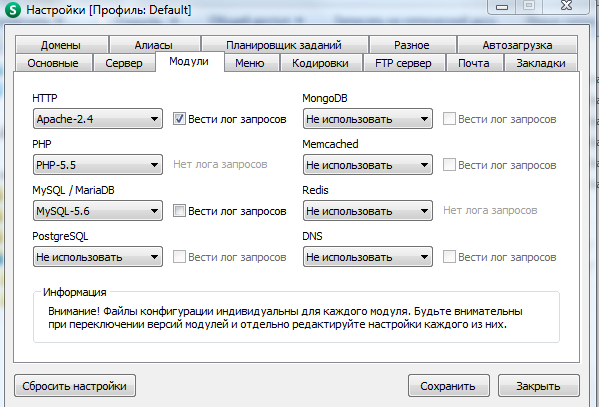 Настройки [Профиль: Default]
Домены Алиасы Планировщик заданий Разное Автозагрузка
Основные Сервер Модули Меню Кодировки FTP сервер Почта Закладки
HTTP MongoDB
Apache-2.4 Вести лог запросов Не использовать Вести лог запросов
PHP Memcached
PHP-5.5 Нет лога запросов Не использовать Вести лог запросов
MySQL / MariaDB Redis
MySQL-5.6 Вести лог запросов Не использовать Нет лога запросов
PostgreSQL DNS
Не использовать Вести лог запросов Не использовать Вести лог запросов
Информация
Внимание! Файлы конфигурации индивидуальны для каждого модуля. Будьте внимательны
при переключении версий модулей и отдельно редактируйте настройки каждого из них.
Сбросить настройки Сохранить Закрыть